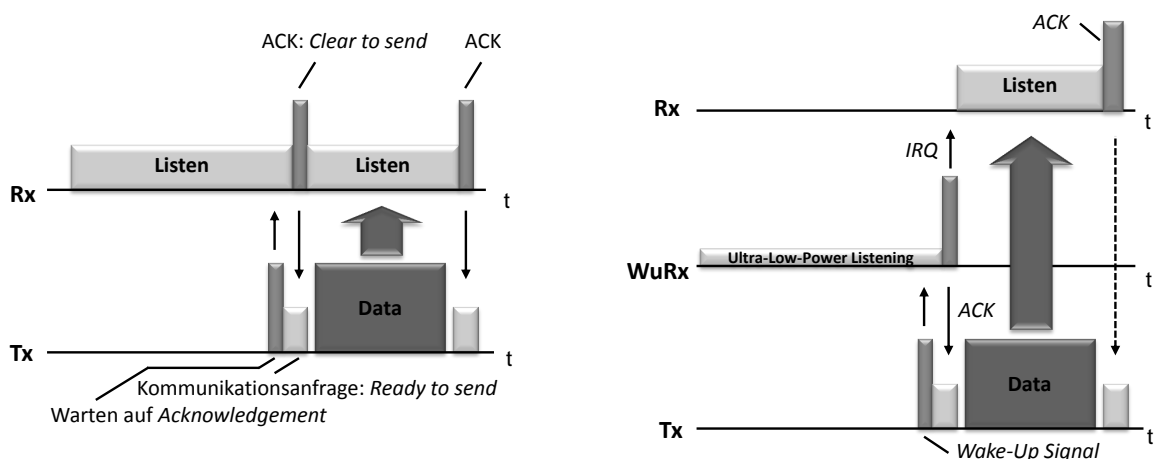 ACK: Clear to send
ACK
Listen
Listen
Rx
t
Data
Tx
t
Kommunikationsanfrage: Ready to send
Warten auf Acknowledgement
ACK
Listen
Rx
t
IRQ
Ultra-Low-Power Listening
WuRx
t
ACK
Data
Tx
t
Wake-Up Signal